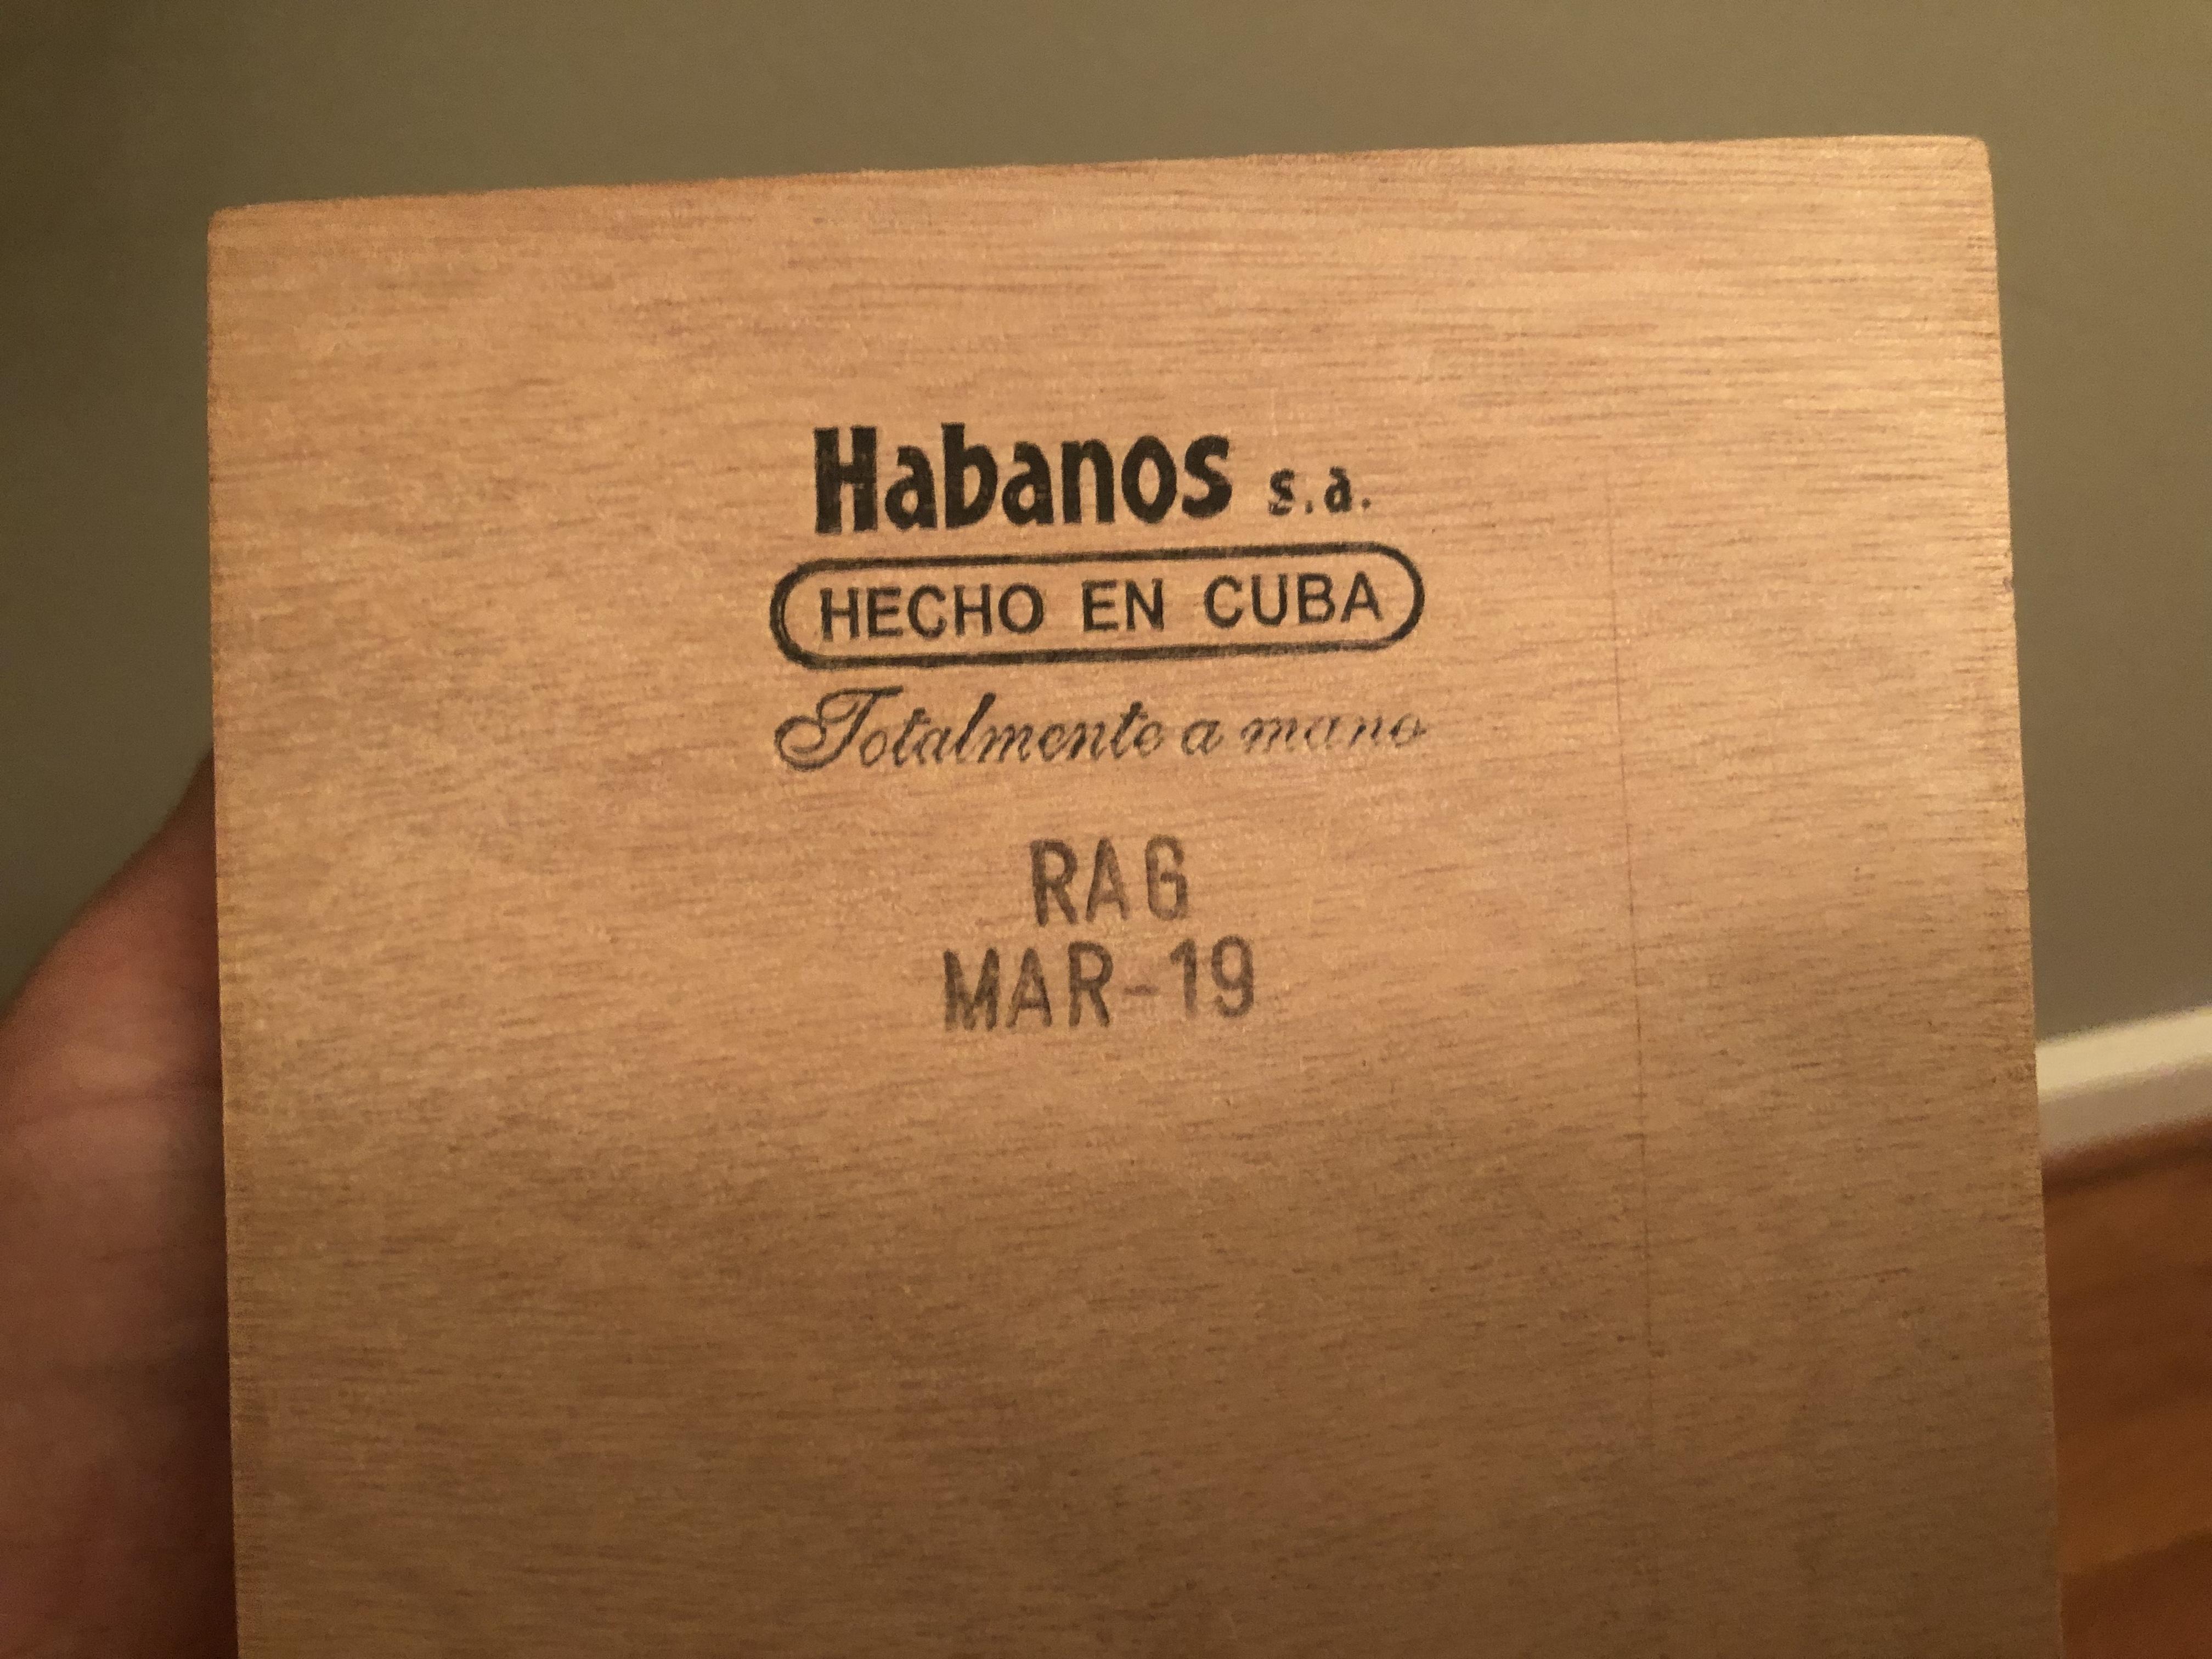 Habanos s.a.
HECHO EN CUBA
Totalmente a mano
RAG
MAR-19